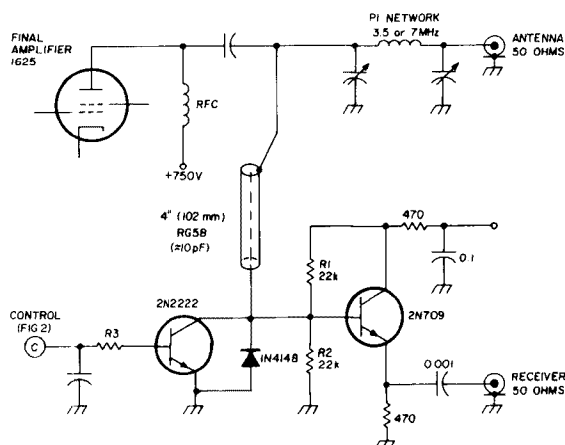 FINAL
AMPLIFIER
1625
RFC
+750V
PI NETWORK
3.5 or 7MHz
ANTENNA
50 OHMS
4" (102 mm)
RG58
(≈10pF)
R1
22k
470
0.1
2N2222
2N709
CONTROL
(FIG 2)
C
R3
1N4148
R2
22k
0.001
RECEIVER
50 OHMS
470